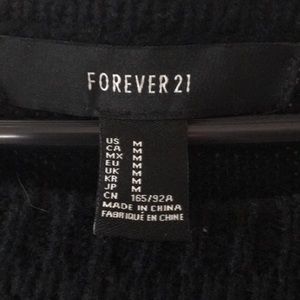 FOREVER 21
US M
CA M
MX M
EU M
UK M
KR M
JP M
CN 165/92A
MADE IN CHINA
FABRIQUÉ EN CHINE